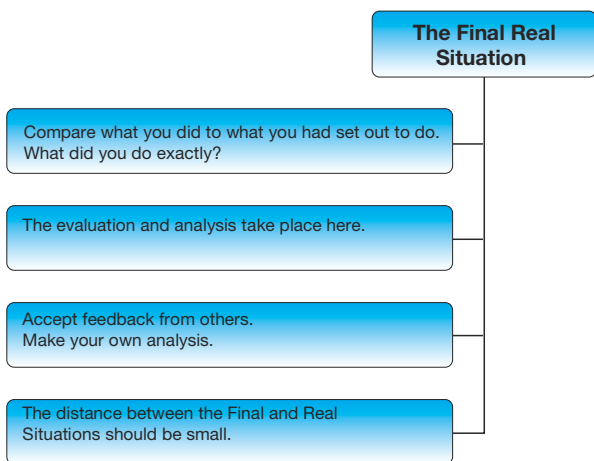 The Final Real
Situation
Compare what you did to what you had set out to do.
What did you do exactly?
The evaluation and analysis take place here.
Accept feedback from others.
Make your own analysis.
The distance between the Final and Real
Situations should be small.